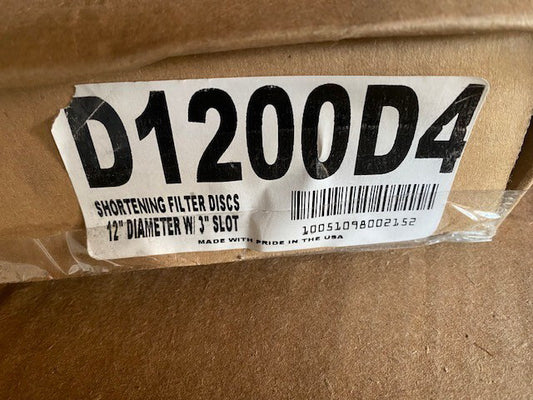 D1200D4
SHORTENING FILTER DISCS
12" DIAMETER W/ 3" SLOT
10051098002152
MADE WITH PRIDE IN THE USA